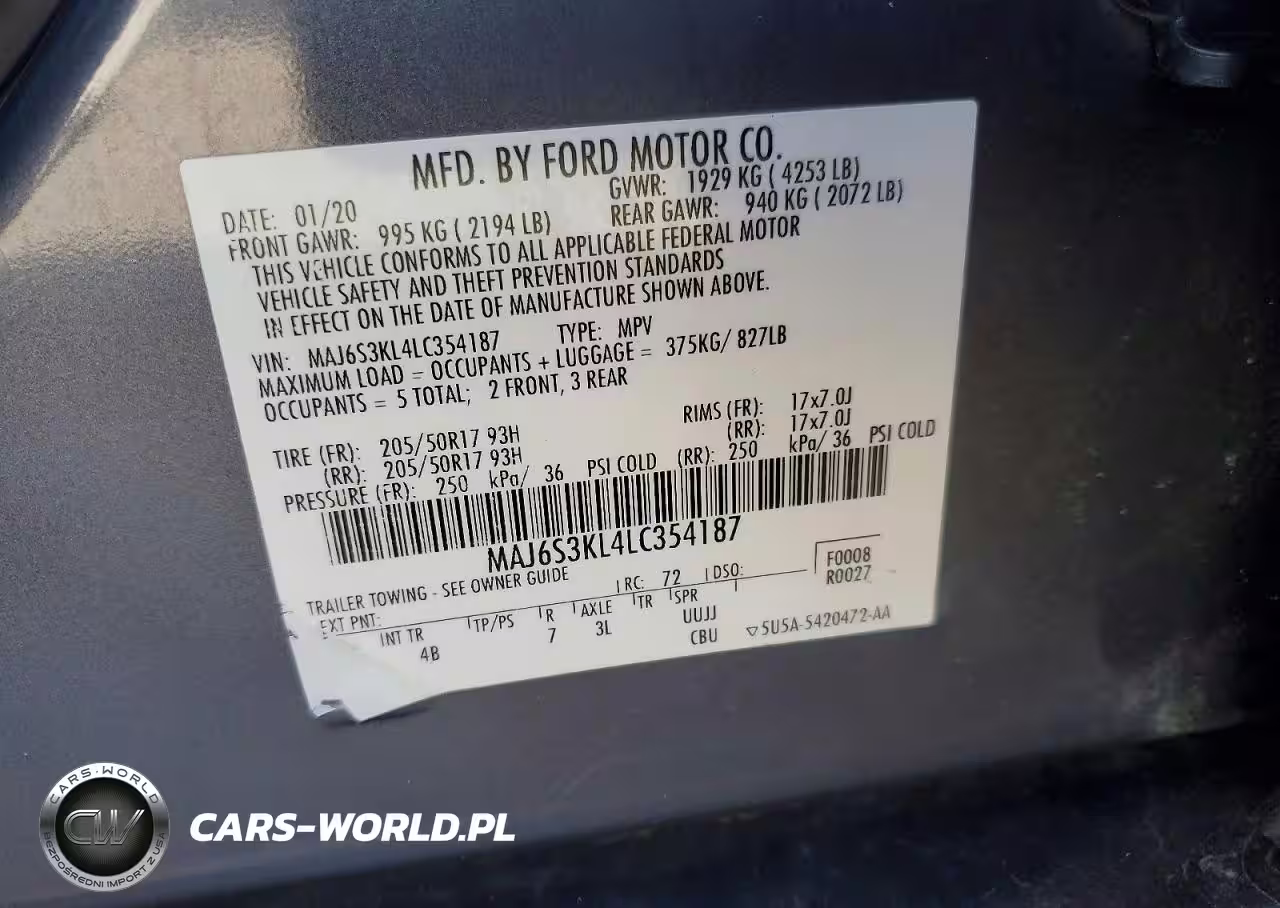 MFD. BY FORD MOTOR CO.
DATE: 01/20 GVWR: 1929 KG ( 4253 LB)
FRONT GAWR: 995 KG ( 2194 LB) REAR GAWR: 940 KG ( 2072 LB)
THIS VEHICLE CONFORMS TO ALL APPLICABLE FEDERAL MOTOR
VEHICLE SAFETY AND THEFT PREVENTION STANDARDS
IN EFFECT ON THE DATE OF MANUFACTURE SHOWN ABOVE.
VIN: MAJ6S3KL4LC354187 TYPE: MPV
MAXIMUM LOAD = OCCUPANTS + LUGGAGE = 375KG/ 827LB
OCCUPANTS = 5 TOTAL; 2 FRONT, 3 REAR
TIRE (FR): 205/50R17 93H RIMS (FR): 17x7.0J
(RR): 205/50R17 93H (RR): 17x7.0J
PRESSURE (FR): 250 kPa/ 36 PSI COLD (RR): 250 kPa/ 36 PSI COLD
MAJ6S3KL4LC354187
TRAILER TOWING - SEE OWNER GUIDE
EXT PNT: RC: 72 DSO: F0008
R0027
INT TR TP/PS R AXLE TR SPR
4B 7 3L UUJJ
CBU ▽5U5A-5420472-AA
CARS-WORLD
CW
BEZPOŚREDNI IMPORT Z USA
CARS-WORLD.PL